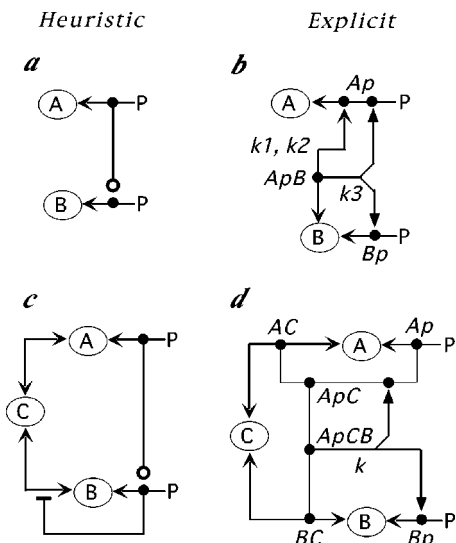 Heuristic Explicit
a b
Ap
A P A P
k1, k2
ApB
k3
B P B P
Bp
c d
AC Ap
A P A P
ApC
C C ApCB
k
B P B P
BC Bp